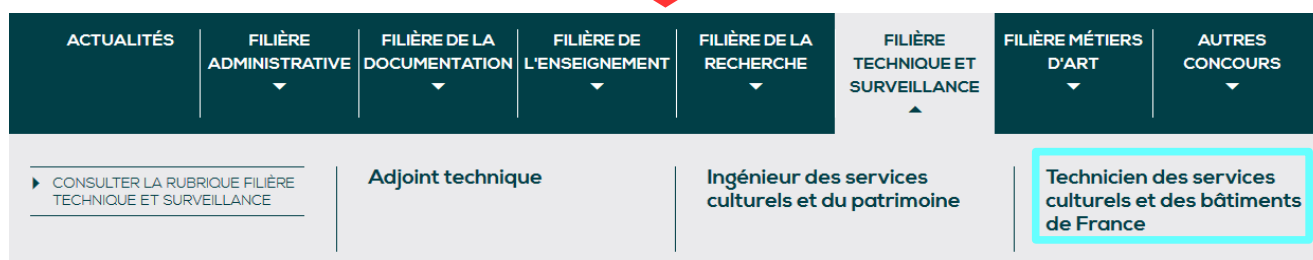 ACTUALITÉS
FILIÈRE
ADMINISTRATIVE
FILIÈRE DE LA
DOCUMENTATION
FILIÈRE DE
L'ENSEIGNEMENT
FILIÈRE DE LA
RECHERCHE
FILIÈRE
TECHNIQUE ET
SURVEILLANCE
FILIÈRE MÉTIERS
D'ART
AUTRES
CONCOURS
CONSULTER LA RUBRIQUE FILIÈRE
TECHNIQUE ET SURVEILLANCE
Adjoint technique
Ingénieur des services
culturels et du patrimoine
Technicien des services
culturels et des bâtiments
de France